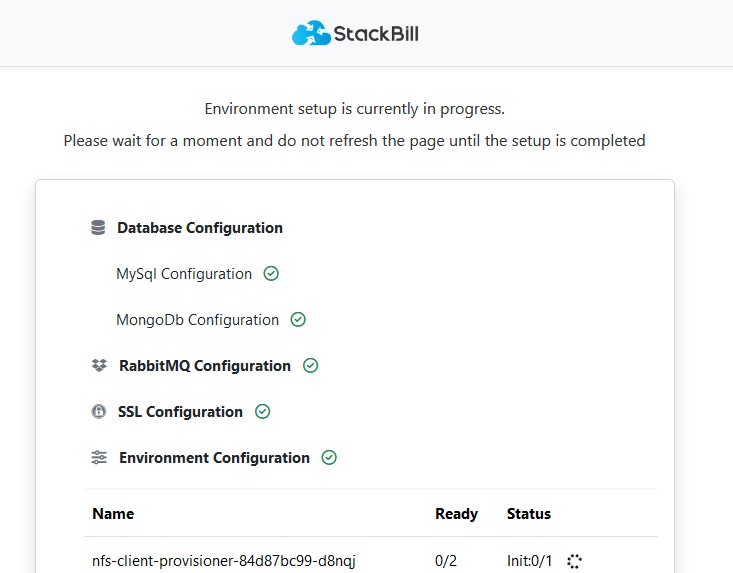 StackBill
Environment setup is currently in progress.
Please wait for a moment and do not refresh the page until the setup is completed
Database Configuration
MySql Configuration
MongoDb Configuration
RabbitMQ Configuration
SSL Configuration
Environment Configuration
Name Ready Status
nfs-client-provisioner-84d87bc99-d8nqj 0/2 Init:0/1